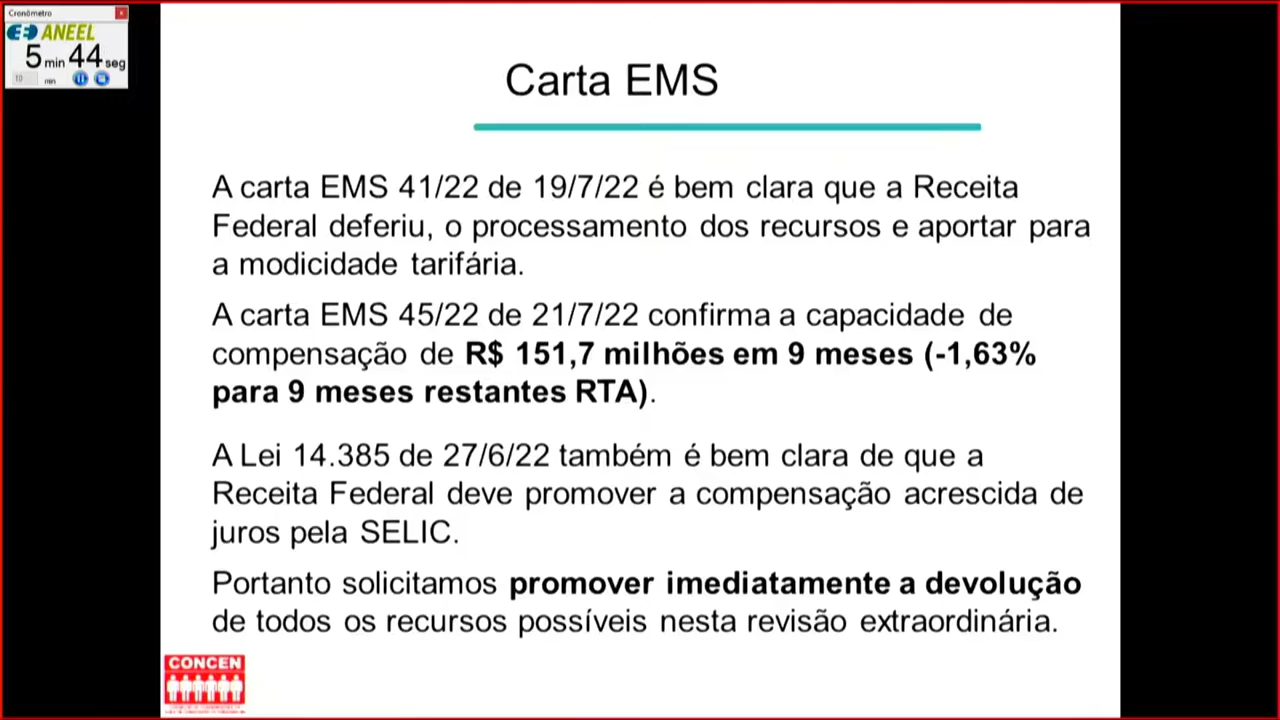 Cronômetro
ANEEL
5 min 44 seg
10 min
Carta EMS
A carta EMS 41/22 de 19/7/22 é bem clara que a Receita
Federal deferiu, o processamento dos recursos e aportar para
a modicidade tarifária.
A carta EMS 45/22 de 21/7/22 confirma a capacidade de
compensação de R$ 151,7 milhões em 9 meses (-1,63%
para 9 meses restantes RTA).
A Lei 14.385 de 27/6/22 também é bem clara de que a
Receita Federal deve promover a compensação acrescida de
juros pela SELIC.
Portanto solicitamos promover imediatamente a devolução
de todos os recursos possíveis nesta revisão extraordinária.
CONCEN